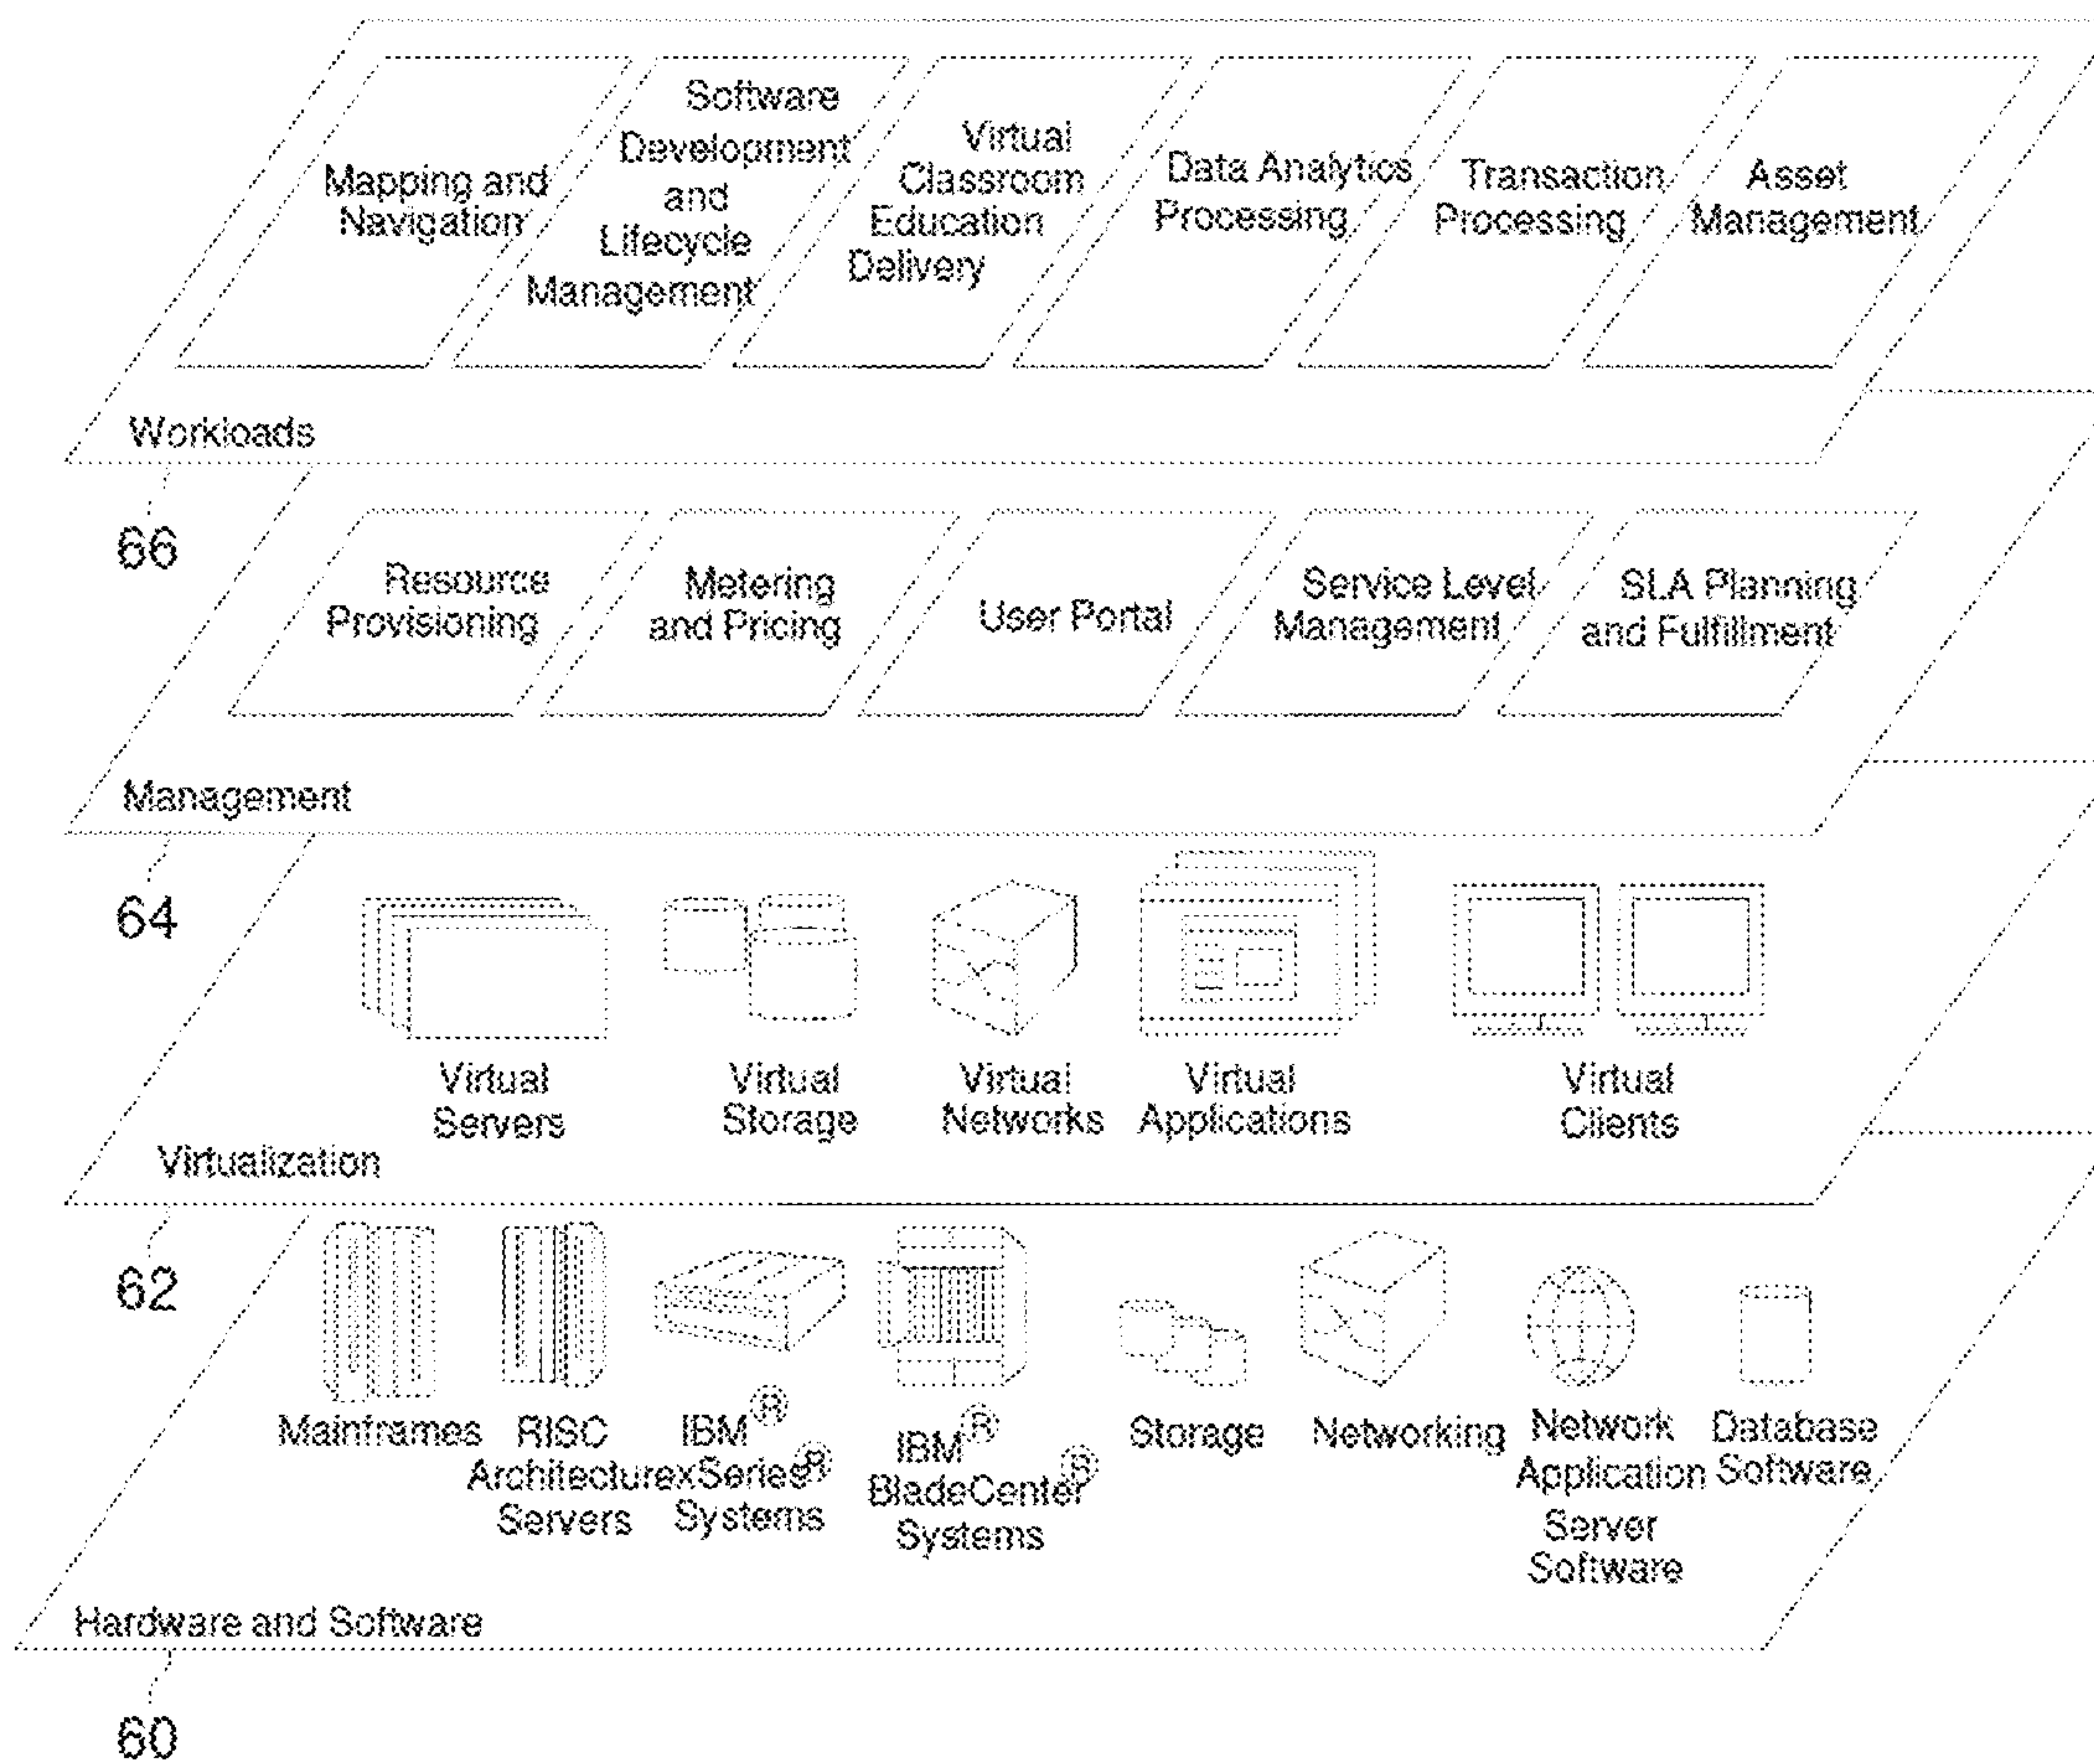 Mapping and
Navigation
Software
Development
and
Lifecycle
Management
Virtual
Classroom
Education
Delivery
Data Analytics
Processing
Transaction
Processing
Asset
Management
Workloads
66
Resource
Provisioning
Metering
and Pricing
User Portal
Service Level
Management
SLA Planning
and Fulfillment
Management
64
Virtual
Servers
Virtual
Storage
Virtual
Networks
Virtual
Applications
Virtual
Clients
Virtualization
62
Mainframes
RISC
Architecture
Servers
IBM®
xSeries®
Systems
IBM®
BladeCenter®
Systems
Storage
Networking
Network
Application
Server
Software
Database
Software
Hardware and Software
60